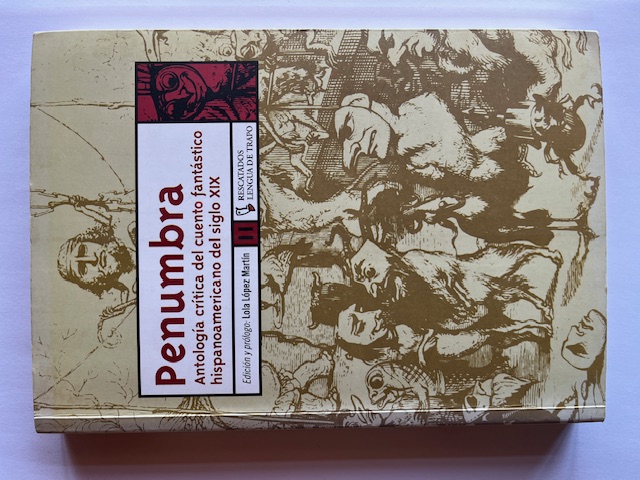 Penumbra
Antología crítica del cuento fantástico
hispanoamericano del siglo XIX
Edición y prólogo: Lola López Martín
11
RESCATADOS
LENGUA DE TRAPO